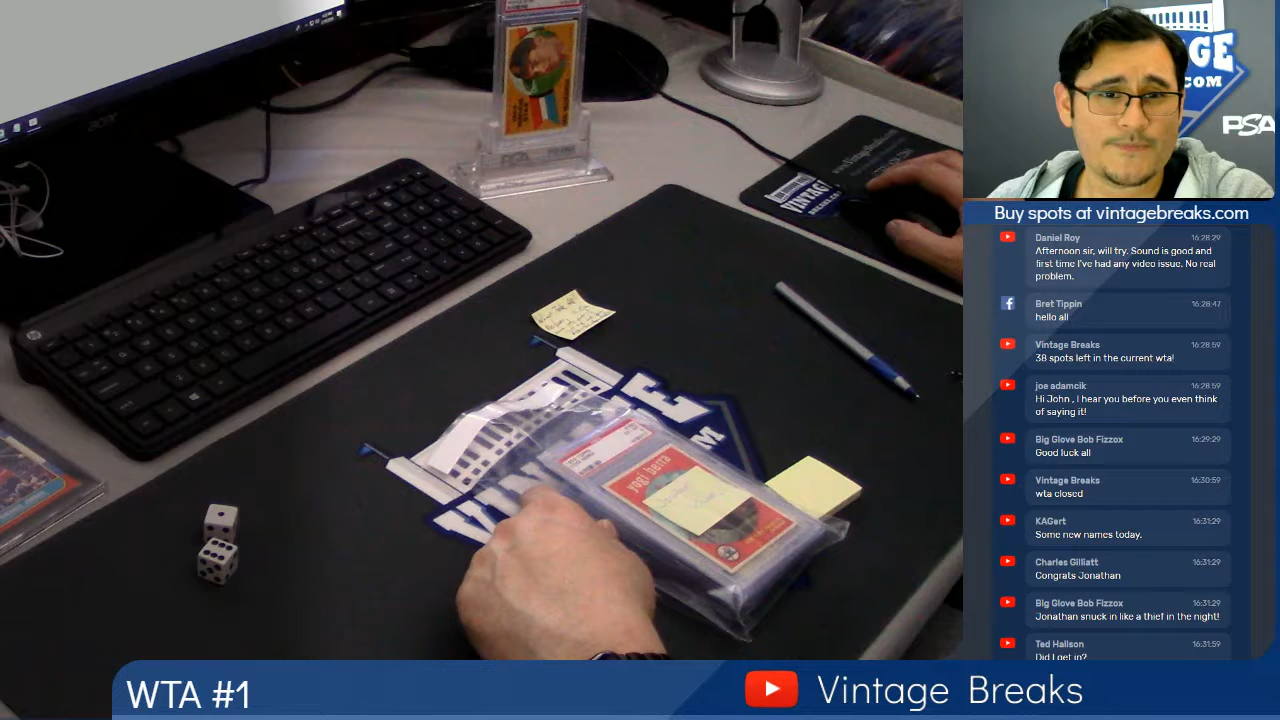 acer
yogi berra
VINTAGE
.COM
PSA
Buy spots at vintagebreaks.com
Daniel Roy 16:28:29
Afternoon sir, will try. Sound is good and
first time I've had any video issue. No real
problem.
Bret Tippin 16:28:47
hello all
Vintage Breaks 16:28:59
38 spots left in the current wta!
joe adamcik 16:28:59
Hi John , I hear you before you even think
of saying it!
Big Glove Bob Fizzox 16:29:29
Good luck all
Vintage Breaks 16:30:59
wta closed
KAGert 16:31:29
Some new names today.
Charles Gilliatt 16:31:29
Congrats Jonathan
Big Glove Bob Fizzox 16:31:29
Jonathan snuck in like a thief in the night!
Ted Halison 16:31:59
Did I get in?
WTA #1
Vintage Breaks